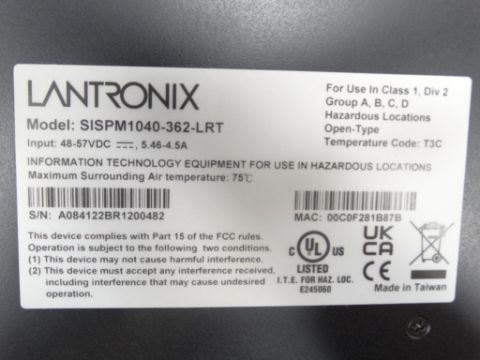 LANTRONIX
Model: SISPM1040-362-LRT
Input: 48-57VDC ⎓, 5.46-4.5A
For Use In Class 1, Div 2
Group A, B, C, D
Hazardous Locations
Open-Type
Temperature Code: T3C
INFORMATION TECHNOLOGY EQUIPMENT FOR USE IN HAZARDOUS LOCATIONS
Maximum Surrounding Air temperature: 75℃
S/N: A084122BR1200482
MAC: 00C0F281B87B
This device complies with Part 15 of the FCC rules.
Operation is subject to the following two conditions.
(1) This device may not cause harmful interference.
(2) This device must accept any interference received,
including interference that may cause undesired
operation.
C UL US
LISTED
I.T.E. FOR HAZ. LOC.
E245060
UK
CA
CE
Made in Taiwan